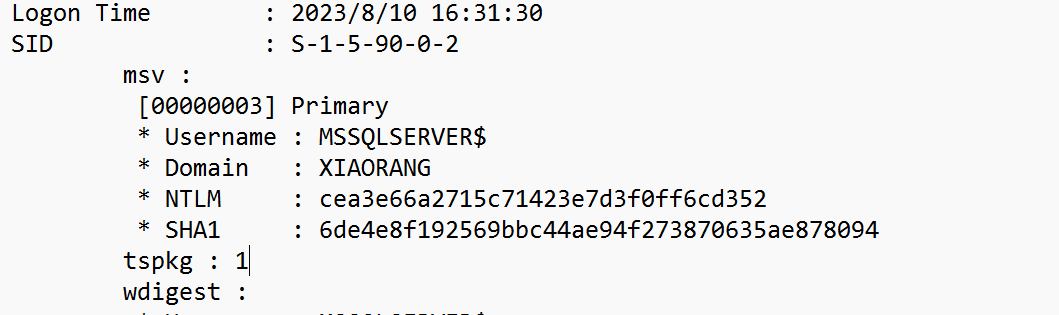 Logon Time        : 2023/8/10 16:31:30
SID               : S-1-5-90-0-2
        msv :
         [00000003] Primary
         * Username : MSSQLSERVER$
         * Domain   : XIAORANG
         * NTLM     : cea3e66a2715c71423e7d3f0ff6cd352
         * SHA1     : 6de4e8f192569bbc44ae94f273870635ae878094
        tspkg : 1
        wdigest :